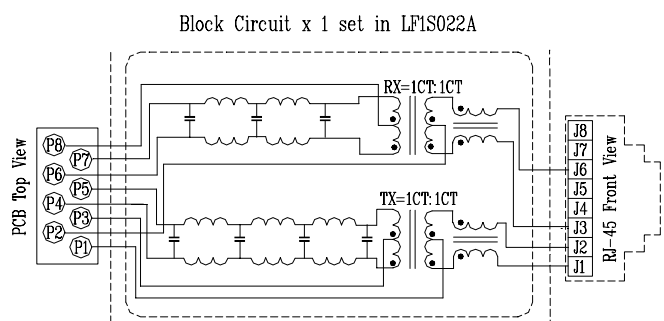 Block Circuit x 1 set in LF1S022A
RX=1CT:1CT
TX=1CT:1CT
PCB Top View
P8
P7
P6
P5
P4
P3
P2
P1
J8
J7
J6
J5
J4
J3
J2
J1
RJ-45 Front View